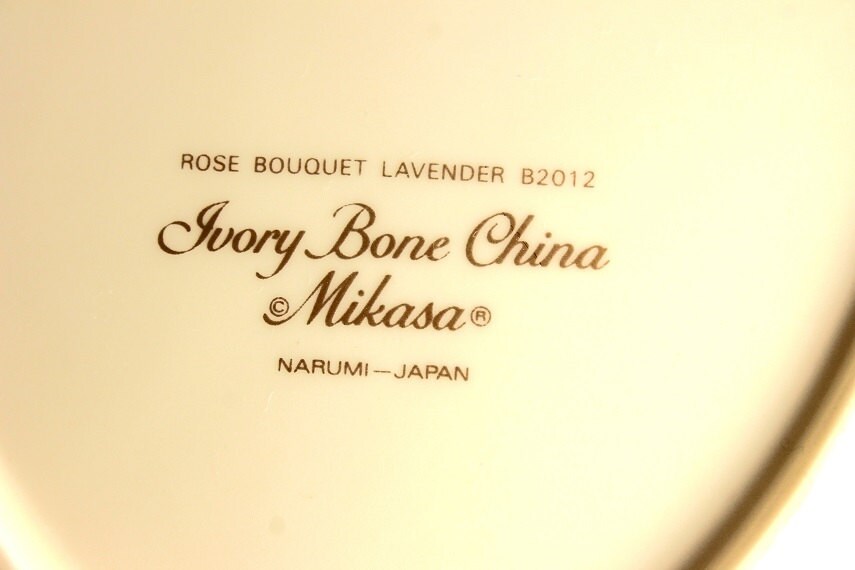 ROSE BOUQUET LAVENDER B2012
Ivory Bone China
©Mikasa®
NARUMI—JAPAN